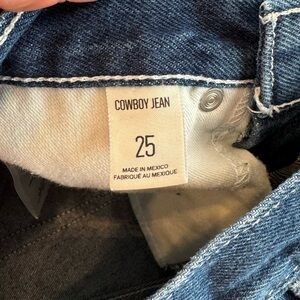 COWBOY JEAN
25
MADE IN MEXICO
FABRIQUÉ AU MEXIQUE